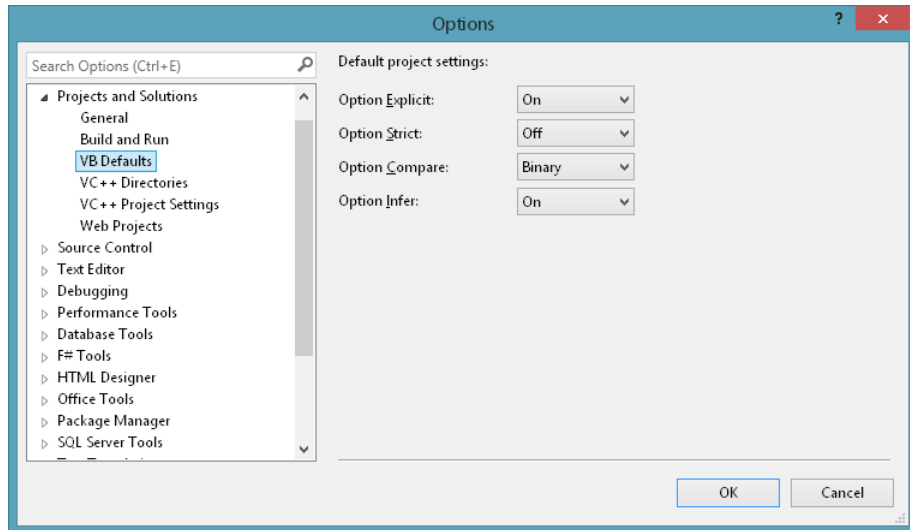 Options
?
Search Options (Ctrl+E)
Projects and Solutions
General
Build and Run
VB Defaults
VC++ Directories
VC++ Project Settings
Web Projects
Source Control
Text Editor
Debugging
Performance Tools
Database Tools
F# Tools
HTML Designer
Office Tools
Package Manager
SQL Server Tools
Default project settings:
Option Explicit: On
Option Strict: Off
Option Compare: Binary
Option Infer: On
OK
Cancel